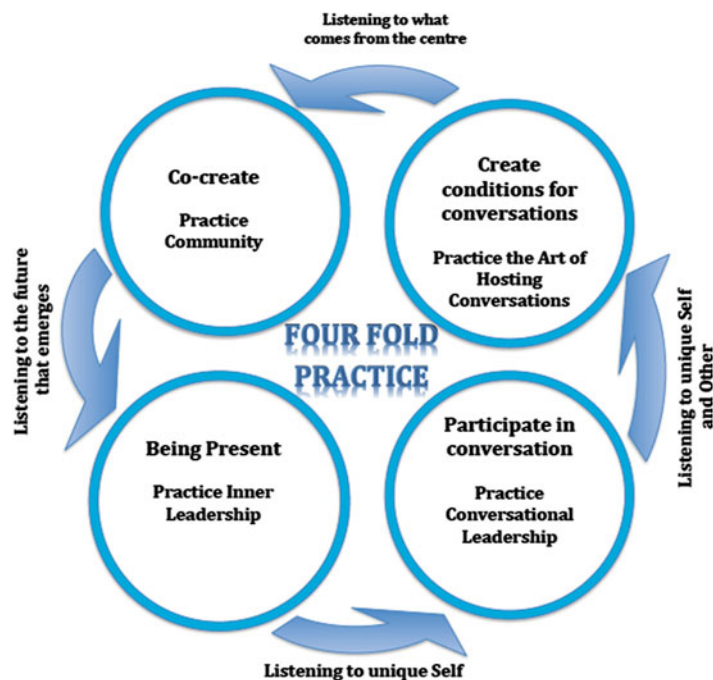 Listening to what
comes from the centre
Co-create
Practice
Community
Create
conditions for
conversations
Practice the Art of
Hosting
Conversations
Listening to the future
that emerges
FOUR FOLD
PRACTICE
Listening to unique Self
and Other
Being Present
Practice Inner
Leadership
Participate in
conversation
Practice
Conversational
Leadership
Listening to unique Self